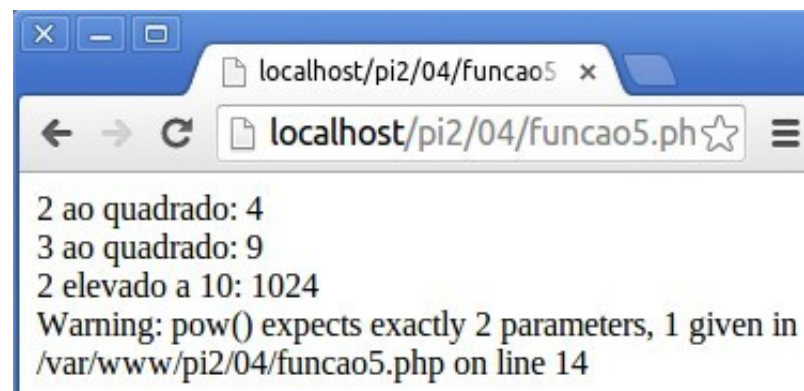 localhost/pi2/04/funcao5
localhost/pi2/04/funcao5.ph
2 ao quadrado: 4
3 ao quadrado: 9
2 elevado a 10: 1024
Warning: pow() expects exactly 2 parameters, 1 given in
/var/www/pi2/04/funcao5.php on line 14